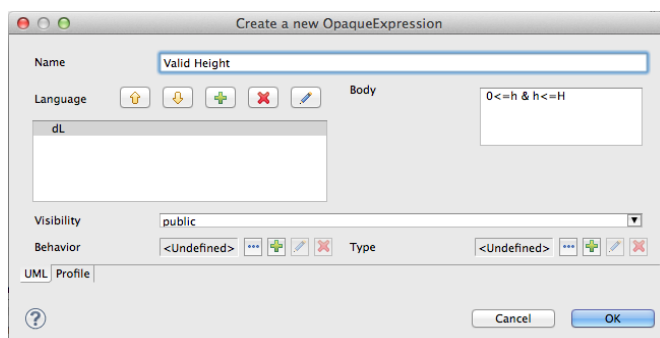 Create a new OpaqueExpression
Name Valid Height
Language Body 0<=h & h<=H
dL
Visibility public
Behavior <Undefined> Type <Undefined>
UML Profile
Cancel OK